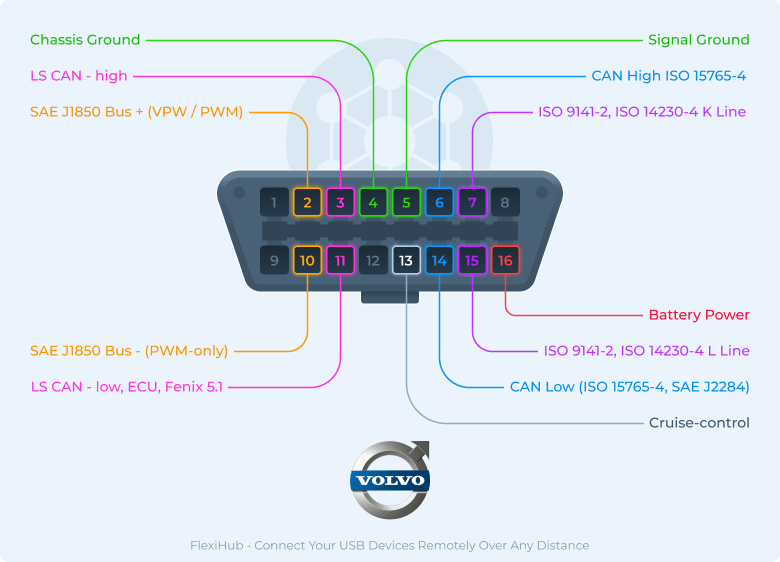 Chassis Ground
Signal Ground
LS CAN - high
CAN High ISO 15765-4
SAE J1850 Bus + (VPW / PWM)
ISO 9141-2, ISO 14230-4 K Line
1 2 3 4 5 6 7 8
9 10 11 12 13 14 15 16
Battery Power
SAE J1850 Bus - (PWM-only)
ISO 9141-2, ISO 14230-4 L Line
LS CAN - low, ECU, Fenix 5.1
CAN Low (ISO 15765-4, SAE J2284)
Cruise-control
VOLVO
FlexiHub - Connect Your USB Devices Remotely Over Any Distance